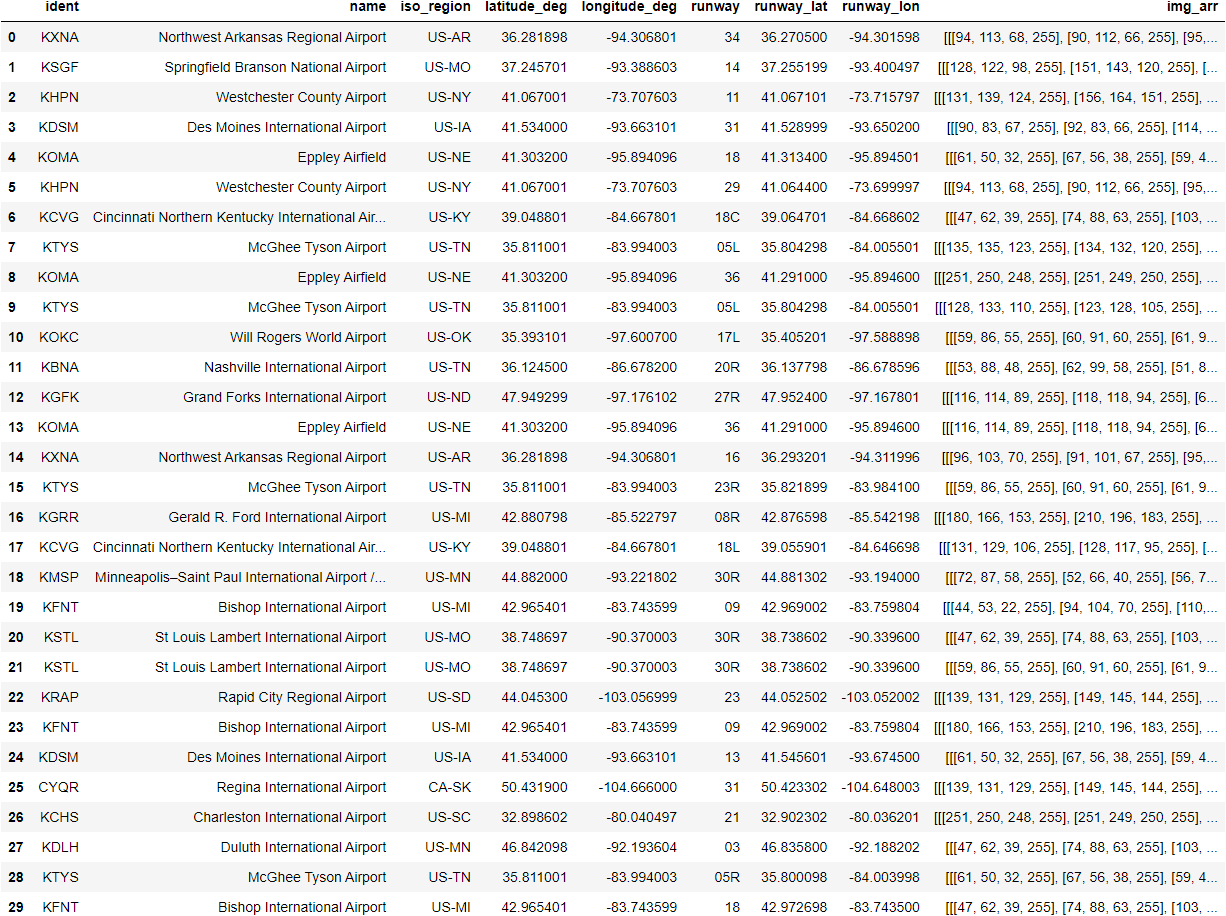 ident name iso_region latitude_deg longitude_deg runway runway_lat runway_lon img_arr
0 KXNA Northwest Arkansas Regional Airport US-AR 36.281898 -94.306801 34 36.270500 -94.301598 [[[94, 113, 68, 255], [90, 112, 66, 255], [95,...
1 KSGF Springfield Branson National Airport US-MO 37.245701 -93.388603 14 37.255199 -93.400497 [[[128, 122, 98, 255], [151, 143, 120, 255], [...
2 KHPN Westchester County Airport US-NY 41.067001 -73.707603 11 41.067101 -73.715797 [[[131, 139, 124, 255], [156, 164, 151, 255], ...
3 KDSM Des Moines International Airport US-IA 41.534000 -93.663101 31 41.528999 -93.650200 [[[90, 83, 67, 255], [92, 83, 66, 255], [114, ...
4 KOMA Eppley Airfield US-NE 41.303200 -95.894096 18 41.313400 -95.894501 [[[61, 50, 32, 255], [67, 56, 38, 255], [59, 4...
5 KHPN Westchester County Airport US-NY 41.067001 -73.707603 29 41.064400 -73.699997 [[[94, 113, 68, 255], [90, 112, 66, 255], [95,...
6 KCVG Cincinnati Northern Kentucky International Air... US-KY 39.048801 -84.667801 18C 39.064701 -84.668602 [[[47, 62, 39, 255], [74, 88, 63, 255], [103, ...
7 KTYS McGhee Tyson Airport US-TN 35.811001 -83.994003 05L 35.804298 -84.005501 [[[135, 135, 123, 255], [134, 132, 120, 255], ...
8 KOMA Eppley Airfield US-NE 41.303200 -95.894096 36 41.291000 -95.894600 [[[251, 250, 248, 255], [251, 249, 250, 255], ...
9 KTYS McGhee Tyson Airport US-TN 35.811001 -83.994003 05L 35.804298 -84.005501 [[[128, 133, 110, 255], [123, 128, 105, 255], ...
10 KOKC Will Rogers World Airport US-OK 35.393101 -97.600700 17L 35.405201 -97.588898 [[[59, 86, 55, 255], [60, 91, 60, 255], [61, 9...
11 KBNA Nashville International Airport US-TN 36.124500 -86.678200 20R 36.137798 -86.678596 [[[53, 88, 48, 255], [62, 99, 58, 255], [51, 8...
12 KGFK Grand Forks International Airport US-ND 47.949299 -97.176102 27R 47.952400 -97.167801 [[[116, 114, 89, 255], [118, 118, 94, 255], [6...
13 KOMA Eppley Airfield US-NE 41.303200 -95.894096 36 41.291000 -95.894600 [[[116, 114, 89, 255], [118, 118, 94, 255], [6...
14 KXNA Northwest Arkansas Regional Airport US-AR 36.281898 -94.306801 16 36.293201 -94.311996 [[[96, 103, 70, 255], [91, 101, 67, 255], [95,...
15 KTYS McGhee Tyson Airport US-TN 35.811001 -83.994003 23R 35.821899 -83.984100 [[[59, 86, 55, 255], [60, 91, 60, 255], [61, 9...
16 KGRR Gerald R. Ford International Airport US-MI 42.880798 -85.522797 08R 42.876598 -85.542198 [[[180, 166, 153, 255], [210, 196, 183, 255], ...
17 KCVG Cincinnati Northern Kentucky International Air... US-KY 39.048801 -84.667801 18L 39.055901 -84.646698 [[[131, 129, 106, 255], [128, 117, 95, 255], [...
18 KMSP Minneapolis–Saint Paul International Airport /... US-MN 44.882000 -93.221802 30R 44.881302 -93.194000 [[[72, 87, 58, 255], [52, 66, 40, 255], [56, 7...
19 KFNT Bishop International Airport US-MI 42.965401 -83.743599 09 42.969002 -83.759804 [[[44, 53, 22, 255], [94, 104, 70, 255], [110,...
20 KSTL St Louis Lambert International Airport US-MO 38.748697 -90.370003 30R 38.738602 -90.339600 [[[47, 62, 39, 255], [74, 88, 63, 255], [103, ...
21 KSTL St Louis Lambert International Airport US-MO 38.748697 -90.370003 30R 38.738602 -90.339600 [[[59, 86, 55, 255], [60, 91, 60, 255], [61, 9...
22 KRAP Rapid City Regional Airport US-SD 44.045300 -103.056999 23 44.052502 -103.052002 [[[139, 131, 129, 255], [149, 145, 144, 255], ...
23 KFNT Bishop International Airport US-MI 42.965401 -83.743599 09 42.969002 -83.759804 [[[180, 166, 153, 255], [210, 196, 183, 255], ...
24 KDSM Des Moines International Airport US-IA 41.534000 -93.663101 13 41.545601 -93.674500 [[[61, 50, 32, 255], [67, 56, 38, 255], [59, 4...
25 CYQR Regina International Airport CA-SK 50.431900 -104.666000 31 50.423302 -104.648003 [[[139, 131, 129, 255], [149, 145, 144, 255], ...
26 KCHS Charleston International Airport US-SC 32.898602 -80.040497 21 32.902302 -80.036201 [[[251, 250, 248, 255], [251, 249, 250, 255], ...
27 KDLH Duluth International Airport US-MN 46.842098 -92.193604 03 46.835800 -92.188202 [[[47, 62, 39, 255], [74, 88, 63, 255], [103, ...
28 KTYS McGhee Tyson Airport US-TN 35.811001 -83.994003 05R 35.800098 -84.003998 [[[61, 50, 32, 255], [67, 56, 38, 255], [59, 4...
29 KFNT Bishop International Airport US-MI 42.965401 -83.743599 18 42.972698 -83.743500 [[[47, 62, 39, 255], [74, 88, 63, 255], [103, ...